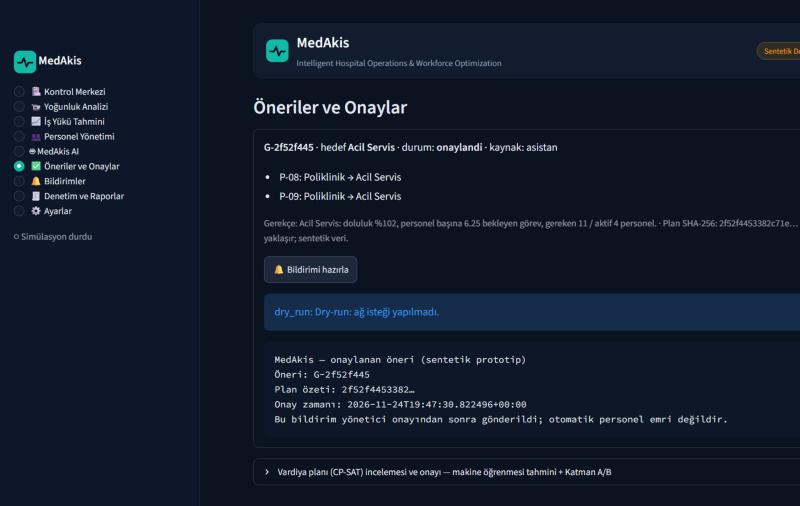 MedAkis
Kontrol Merkezi
Yoğunluk Analizi
İş Yükü Tahmini
Personel Yönetimi
MedAkis AI
Öneriler ve Onaylar
Bildirimler
Denetim ve Raporlar
Ayarlar
Simülasyon durdu
MedAkis
Intelligent Hospital Operations & Workforce Optimization
Sentetik
Öneriler ve Onaylar
G-2f52f445 · hedef Acil Servis · durum: onaylandi · kaynak: asistan
P-08: Poliklinik → Acil Servis
P-09: Poliklinik → Acil Servis
Gerekçe: Acil Servis: doluluk %102, personel başına 6.25 bekleyen görev, gereken 11 / aktif 4 personel. · Plan SHA-256: 2f52f4453382c71e…
yaklaşır; sentetik veri.
Bildirimi hazırla
dry_run: Dry-run: ağ isteği yapılmadı.
MedAkis — onaylanan öneri (sentetik prototip)
Öneri: G-2f52f445
Plan özeti: 2f52f4453382…
Onay zamanı: 2026-11-24T19:47:30.822496+00:00
Bu bildirim yönetici onayından sonra gönderildi; otomatik personel emri değildir.
Vardiya planı (CP-SAT) incelemesi ve onayı — makine öğrenmesi tahmini + Katman A/B